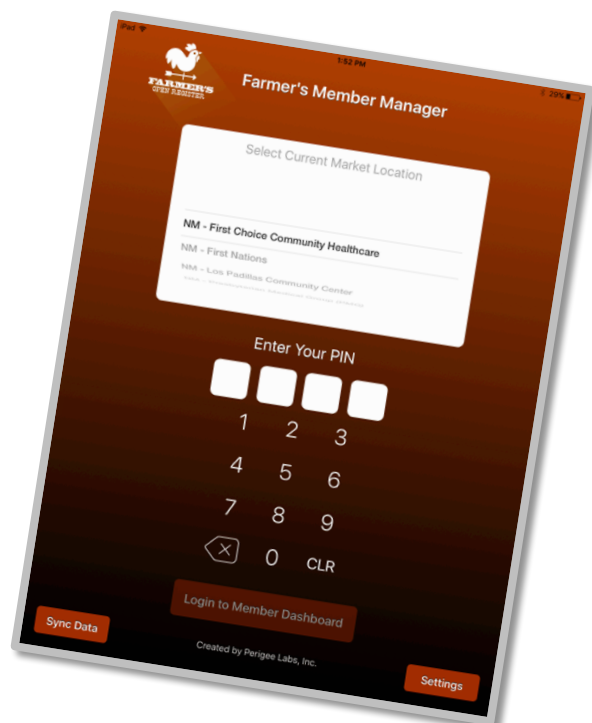 iPad
1:52 PM
29%
FARMER'S
OPEN REGISTER
Farmer's Member Manager
Select Current Market Location
NM - First Choice Community Healthcare
NM - First Nations
NM - Los Padillas Community Center
Enter Your PIN
1 2 3
4 5 6
7 8 9
0 CLR
Login to Member Dashboard
Sync Data
Created by Perigee Labs, Inc.
Settings